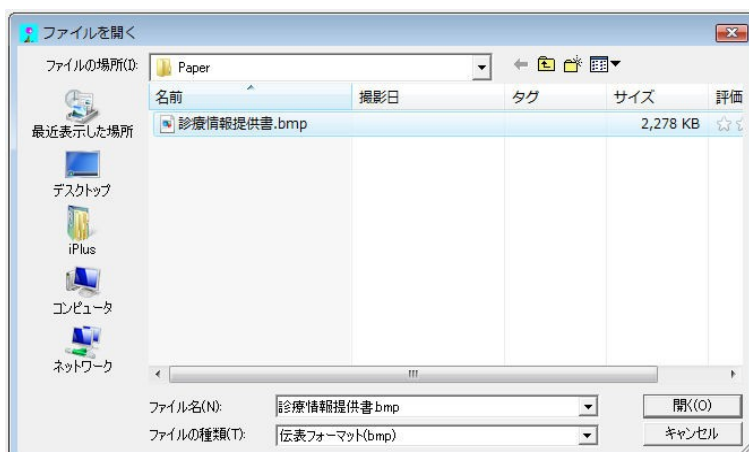 ファイルを開く
ファイルの場所(I):
Paper
名前
撮影日
タグ
サイズ
評価
診療情報提供書.bmp
2,278 KB
最近表示した場所
デスクトップ
iPlus
コンピュータ
ネットワーク
ファイル名(N):
診療情報提供書.bmp
開く(O)
ファイルの種類(T):
伝表フォーマット(bmp)
キャンセル